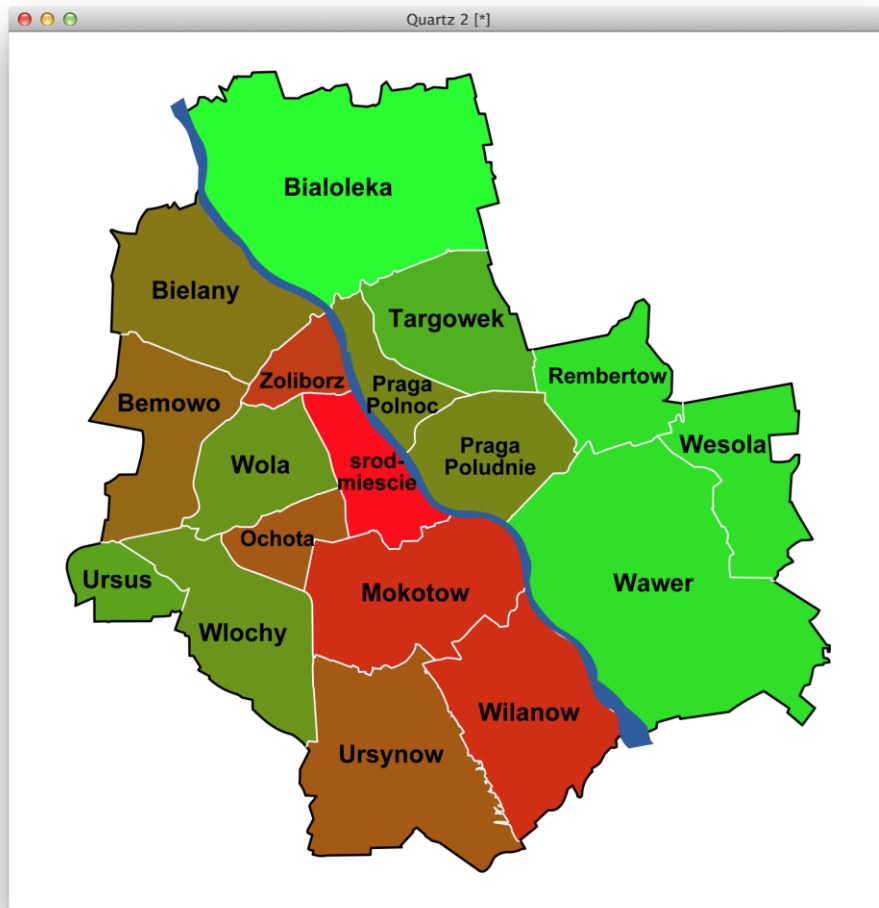 Quartz 2 [*]
Bialoleka
Bielany
Targowek
Zoliborz
Praga
Polnoc
Rembertow
Bemowo
Wola
srod-
miescie
Praga
Poludnie
Wesola
Ochota
Ursus
Mokotow
Wawer
Wlochy
Wilanow
Ursynow